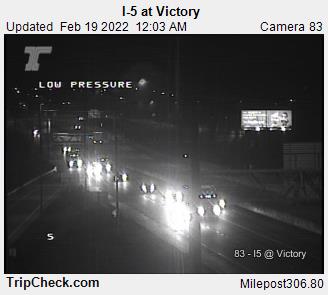 I-5 at Victory
Updated Feb 19 2022 12:03 AM Camera 83
T
LOW PRESSURE
S
83 - I5 @ Victory
TripCheck.com Milepost306.80